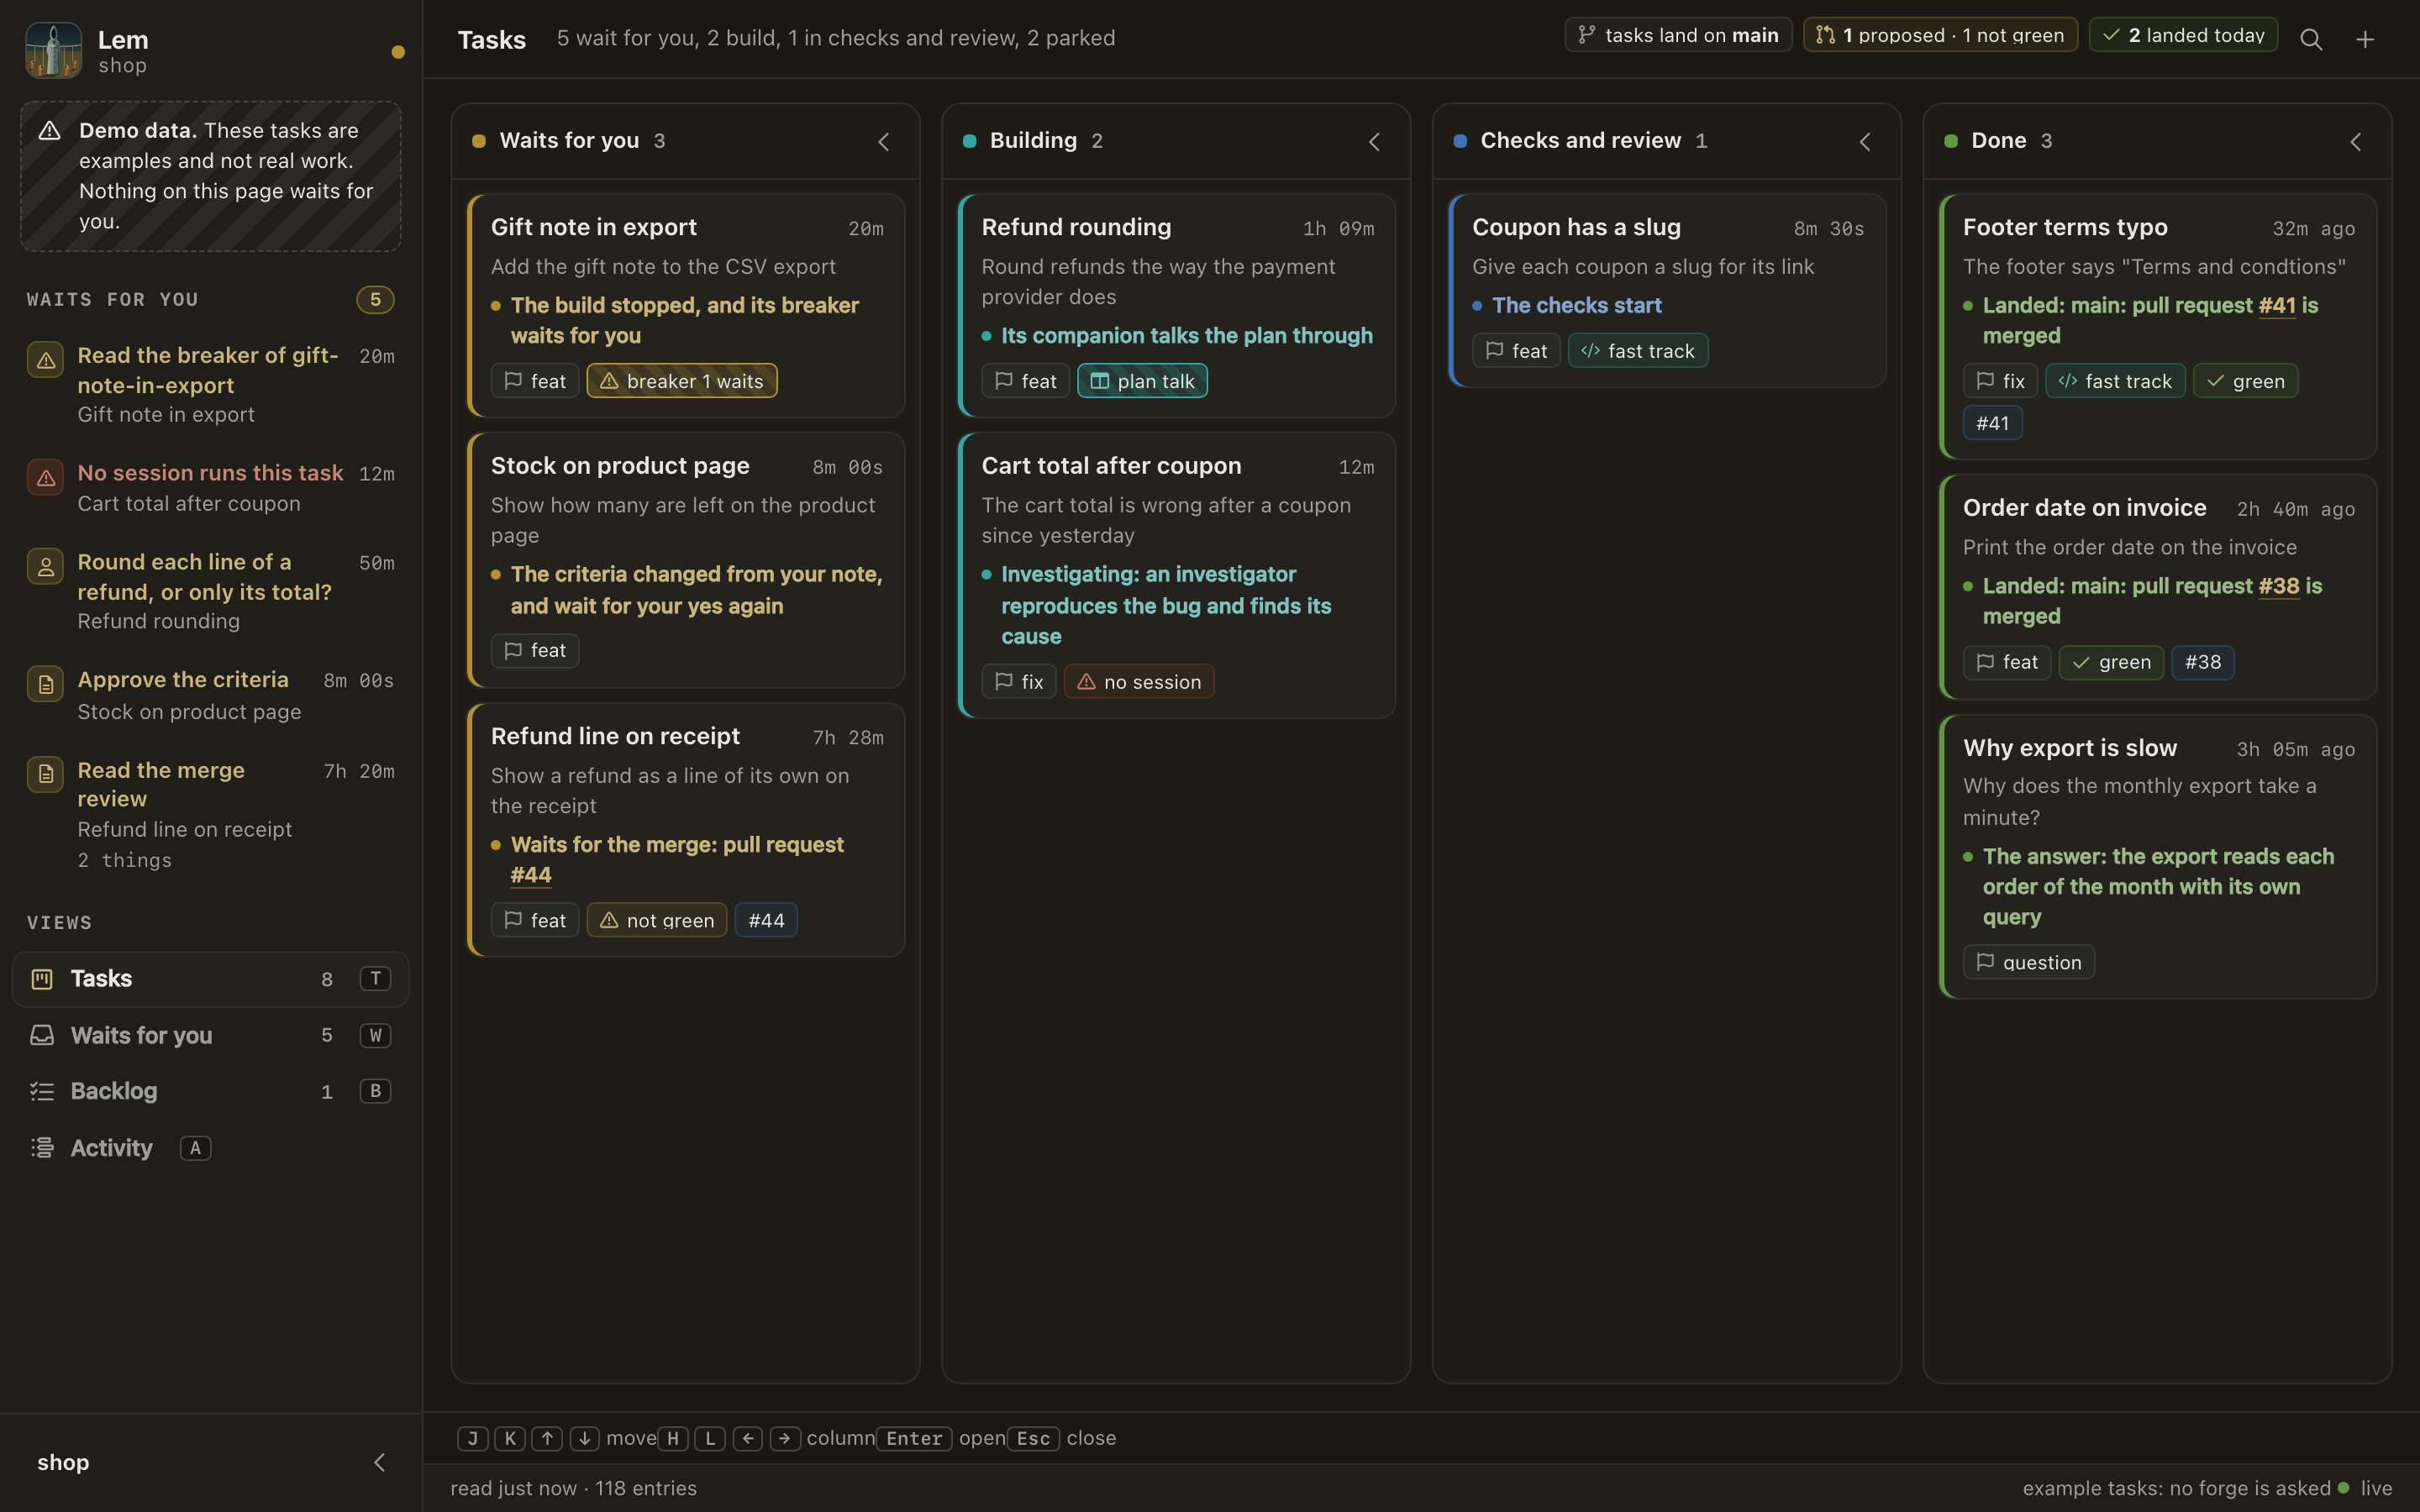 Lem
shop
Demo data. These tasks are
examples and not real work.
Nothing on this page waits for
you.
WAITS FOR YOU 5
Read the breaker of gift- 20m
note-in-export
Gift note in export
No session runs this task 12m
Cart total after coupon
Round each line of a 50m
refund, or only its total?
Refund rounding
Approve the criteria 8m 00s
Stock on product page
Read the merge 7h 20m
review
Refund line on receipt
2 things
VIEWS
Tasks 8 T
Waits for you 5 W
Backlog 1 B
Activity A
shop
Tasks 5 wait for you, 2 build, 1 in checks and review, 2 parked
tasks land on main
1 proposed · 1 not green
2 landed today
Waits for you 3
Gift note in export 20m
Add the gift note to the CSV export
The build stopped, and its breaker
waits for you
feat breaker 1 waits
Stock on product page 8m 00s
Show how many are left on the product
page
The criteria changed from your note,
and wait for your yes again
feat
Refund line on receipt 7h 28m
Show a refund as a line of its own on
the receipt
Waits for the merge: pull request
#44
feat not green #44
Building 2
Refund rounding 1h 09m
Round refunds the way the payment
provider does
Its companion talks the plan through
feat plan talk
Cart total after coupon 12m
The cart total is wrong after a coupon
since yesterday
Investigating: an investigator
reproduces the bug and finds its
cause
fix no session
Checks and review 1
Coupon has a slug 8m 30s
Give each coupon a slug for its link
The checks start
feat fast track
Done 3
Footer terms typo 32m ago
The footer says "Terms and condtions"
Landed: main: pull request #41 is
merged
fix fast track green
#41
Order date on invoice 2h 40m ago
Print the order date on the invoice
Landed: main: pull request #38 is
merged
feat green #38
Why export is slow 3h 05m ago
Why does the monthly export take a
minute?
The answer: the export reads each
order of the month with its own
query
question
J K ↑ ↓ move H L ← → column Enter open Esc close
read just now · 118 entries
example tasks: no forge is asked live